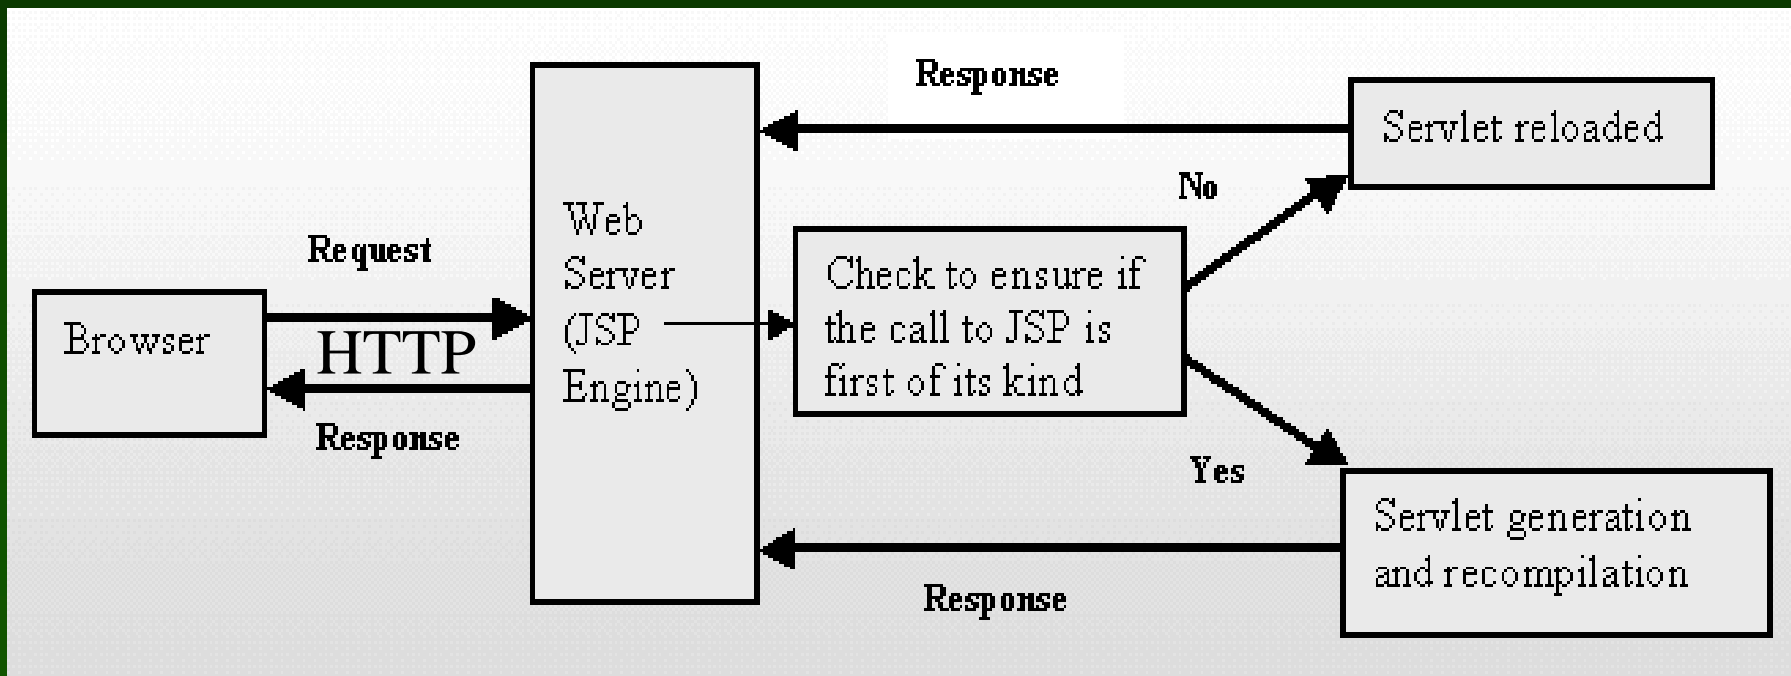 Response
Servlet reloaded
No
Web
Server
(JSP
Engine)
Request
Check to ensure if
the call to JSP is
first of its kind
Browser
HTTP
Response
Yes
Servlet generation
and recompilation
Response